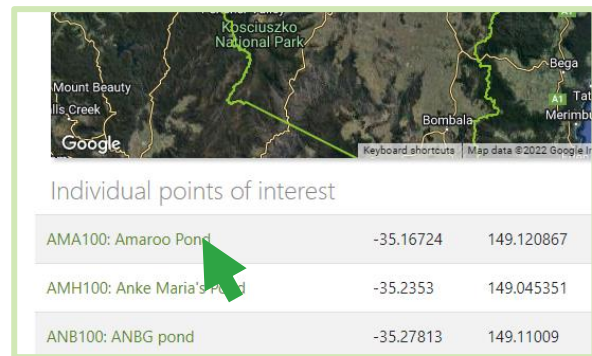 Kosciuszko
National Park
Bega
Mount Beauty
lls Creek
A1
Bombala
Merimb
Google
Keyboard shortcuts
Map data ©2022 Google
Individual points of interest
AMA100: Amaroo Pond -35.16724 149.120867
AMH100: Anke Maria's Pond -35.2353 149.045351
ANB100: ANBG pond -35.27813 149.11009